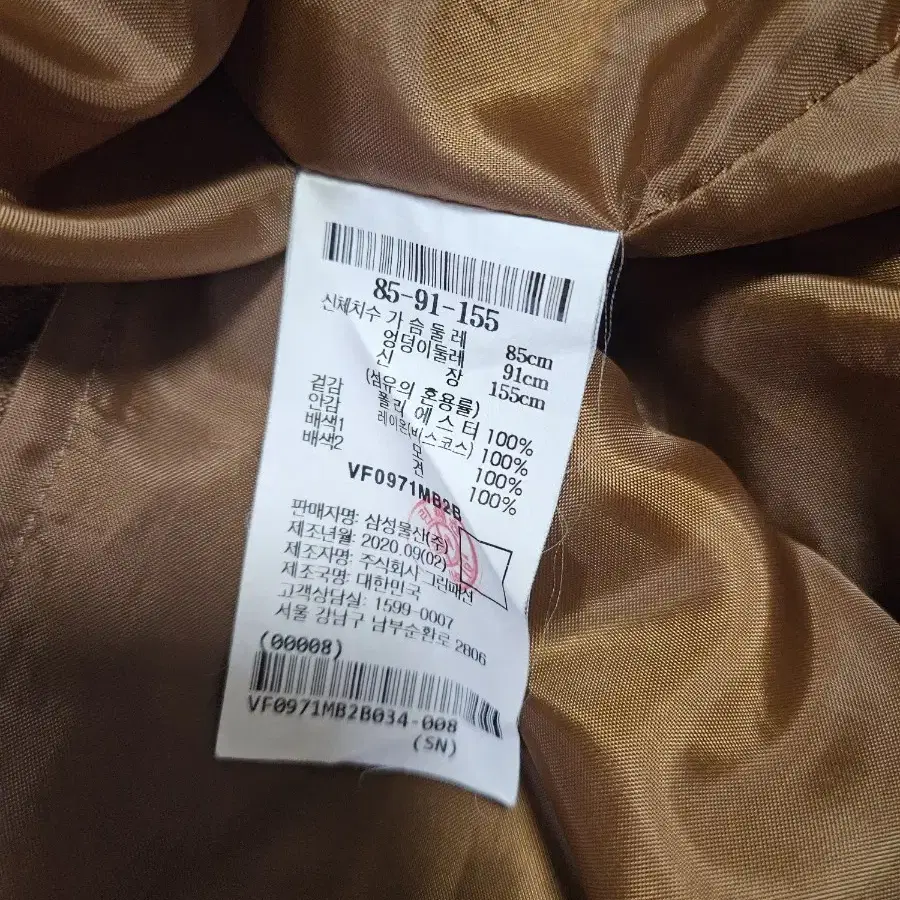 85-91-155
신체치수 가슴둘레 85cm
엉덩이둘레 91cm
신 장 155cm
(섬유의 혼용률)
겉감 폴리에스터 100%
안감 레이온(비스코스) 100%
배색1 모 100%
배색2 면 100%
VF0971MB2B
판매자명: 삼성물산(주)
제조년월: 2020.09(02)
제조자명: 주식회사 그린패션
제조국명: 대한민국
고객상담실: 1599-0007
서울 강남구 남부순환로 2806
(00008)
VF0971MB2B034-008
(SN)